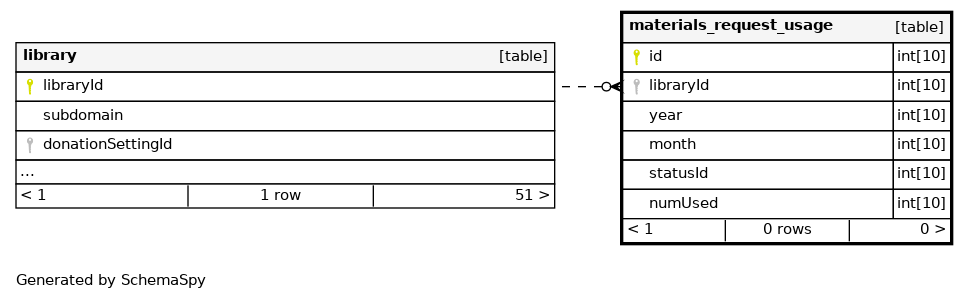 library [table]
libraryId
subdomain
donationSettingId
...
< 1 1 row 51 >
materials_request_usage [table]
id int[10]
libraryId int[10]
year int[10]
month int[10]
statusId int[10]
numUsed int[10]
< 1 0 rows 0 >
Generated by SchemaSpy